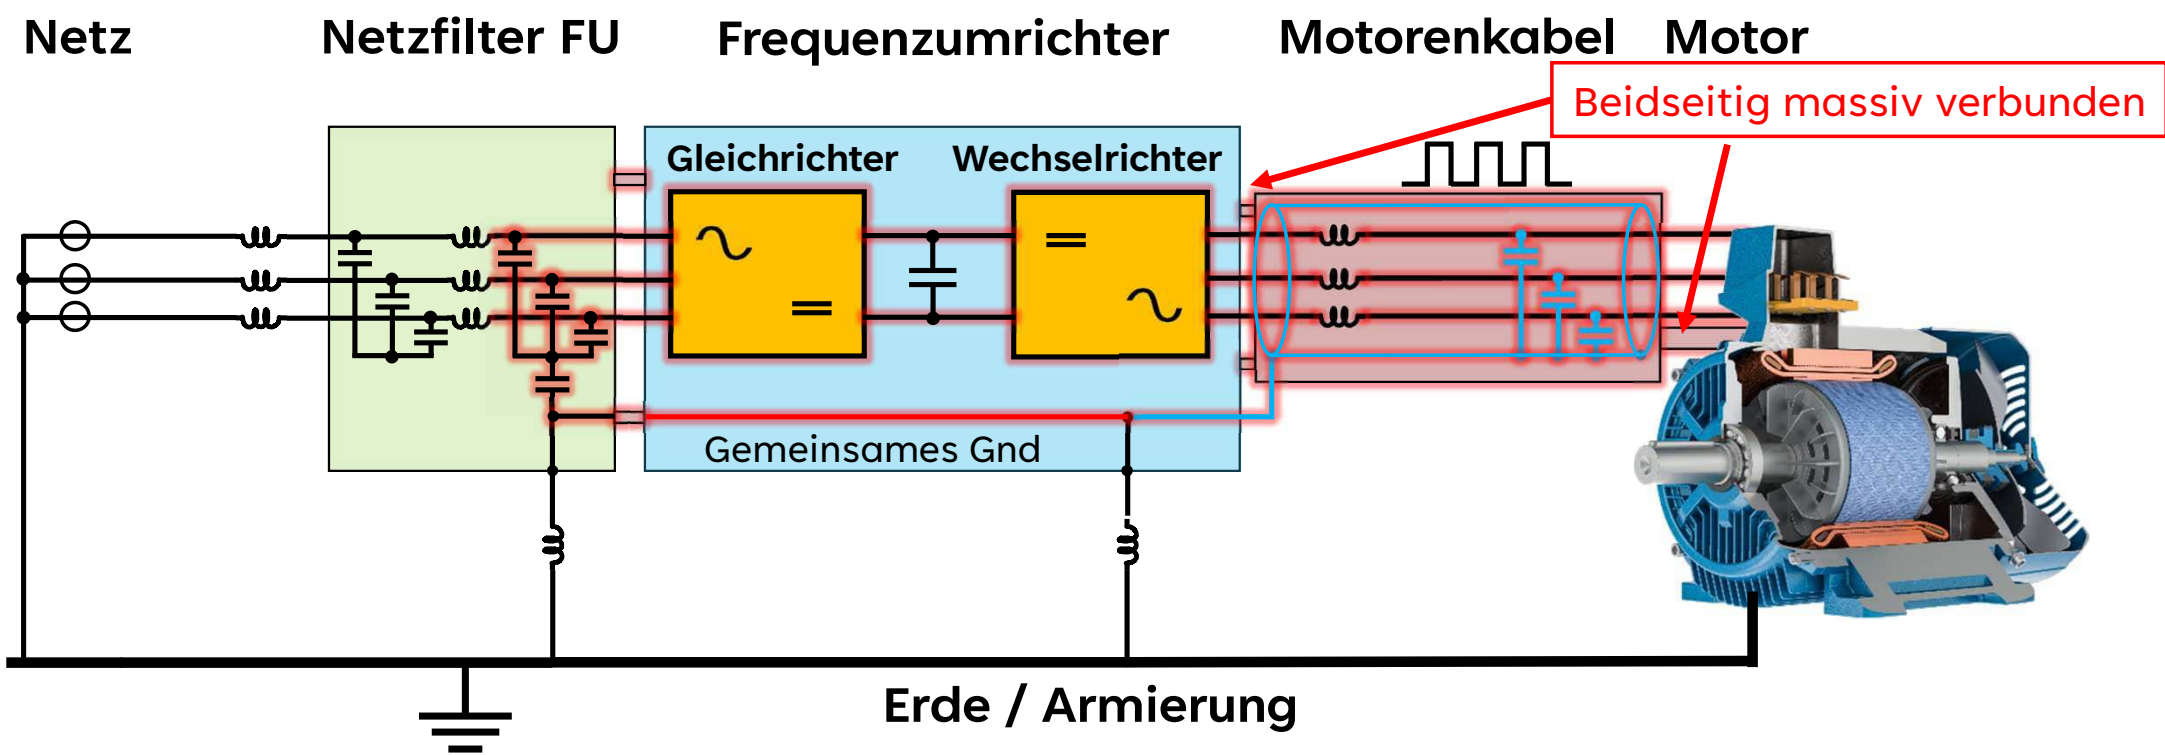 Netz
Netzfilter FU
Frequenzumrichter
Motorenkabel
Motor
Beidseitig massiv verbunden
Gleichrichter
Wechselrichter
Gemeinsames Gnd
Erde / Armierung